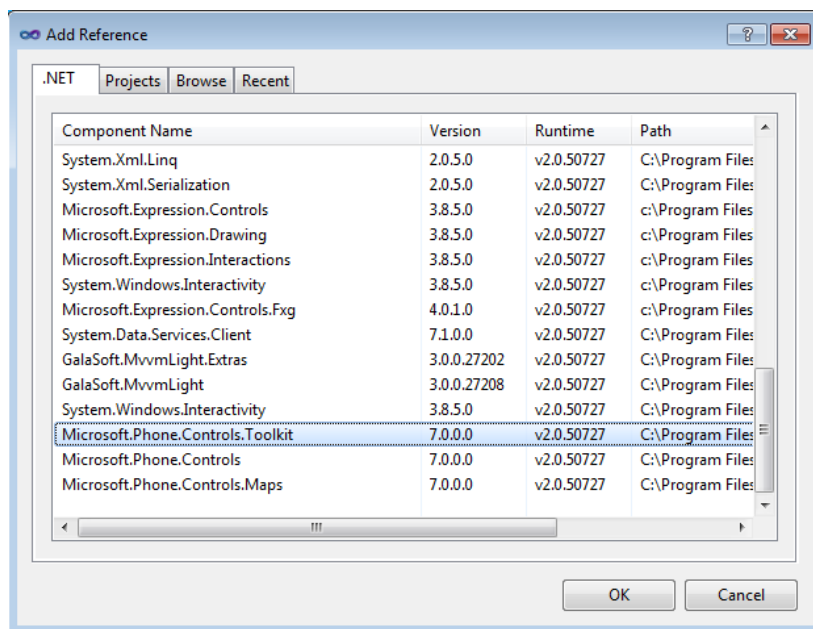 Add Reference
.NET Projects Browse Recent
Component Name Version Runtime Path
System.Xml.Linq 2.0.5.0 v2.0.50727 C:\Program Files
System.Xml.Serialization 2.0.5.0 v2.0.50727 C:\Program Files
Microsoft.Expression.Controls 3.8.5.0 v2.0.50727 c:\Program Files
Microsoft.Expression.Drawing 3.8.5.0 v2.0.50727 c:\Program Files
Microsoft.Expression.Interactions 3.8.5.0 v2.0.50727 c:\Program Files
System.Windows.Interactivity 3.8.5.0 v2.0.50727 c:\Program Files
Microsoft.Expression.Controls.Fxg 4.0.1.0 v2.0.50727 c:\Program Files
System.Data.Services.Client 7.1.0.0 v2.0.50727 C:\Program Files
GalaSoft.MvvmLight.Extras 3.0.0.27202 v2.0.50727 C:\Program Files
GalaSoft.MvvmLight 3.0.0.27208 v2.0.50727 C:\Program Files
System.Windows.Interactivity 3.8.5.0 v2.0.50727 C:\Program Files
Microsoft.Phone.Controls.Toolkit 7.0.0.0 v2.0.50727 C:\Program Files
Microsoft.Phone.Controls 7.0.0.0 v2.0.50727 C:\Program Files
Microsoft.Phone.Controls.Maps 7.0.0.0 v2.0.50727 C:\Program Files
OK Cancel